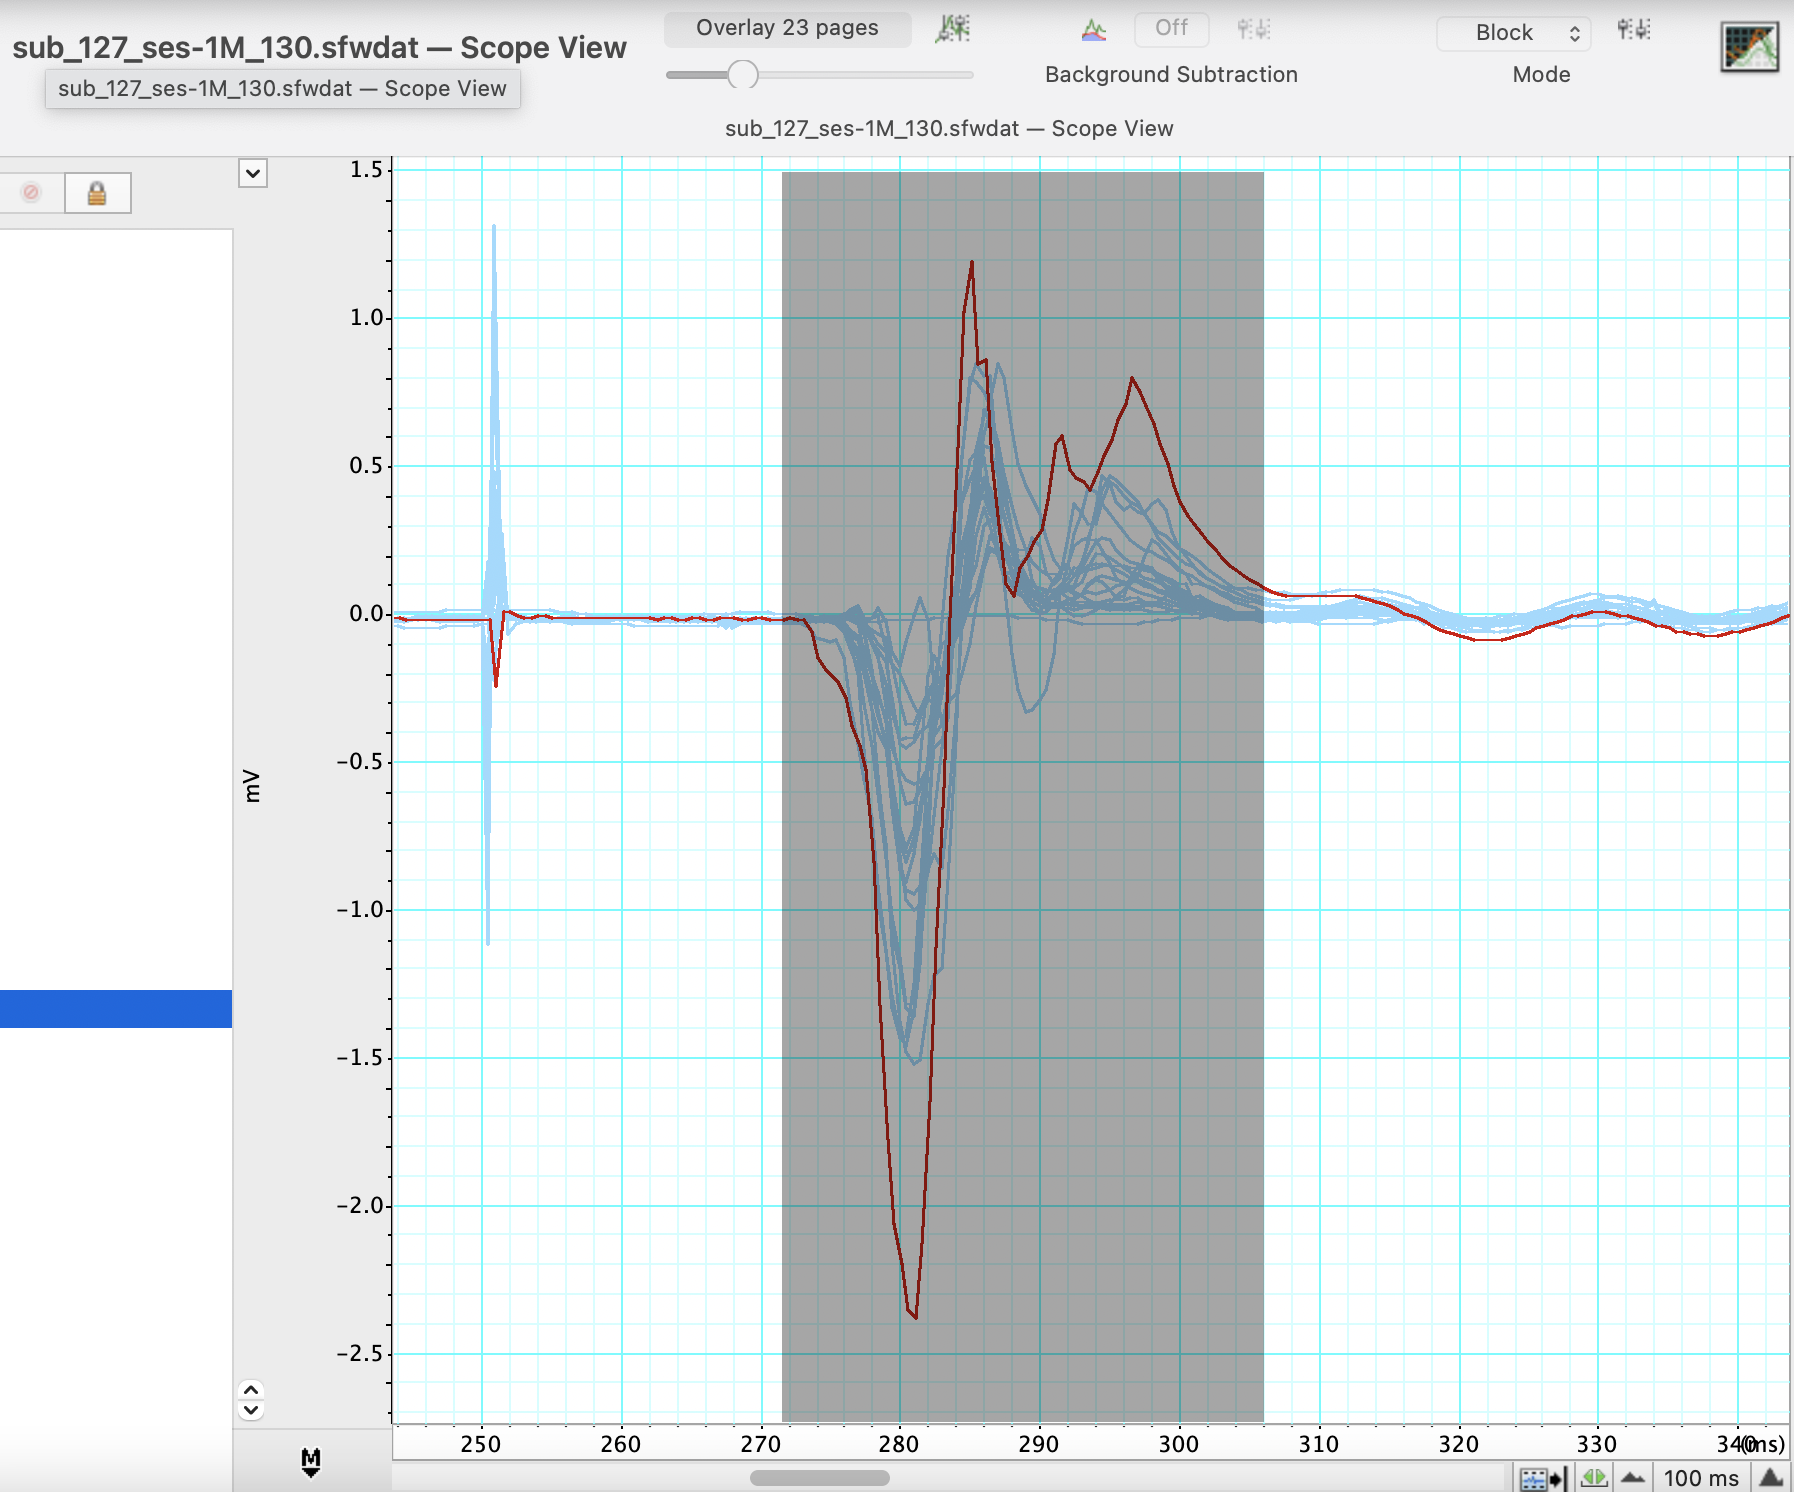 sub_127_ses-1M_130.sfwdat — Scope View
sub_127_ses-1M_130.sfwdat — Scope View
Overlay 23 pages
Off
Background Subtraction
Block
Mode
sub_127_ses-1M_130.sfwdat — Scope View
1.5
1.0
0.5
0.0
−0.5
−1.0
−1.5
−2.0
−2.5
mV
M
250 260 270 280 290 300 310 320 330 340 (ms)
100 ms